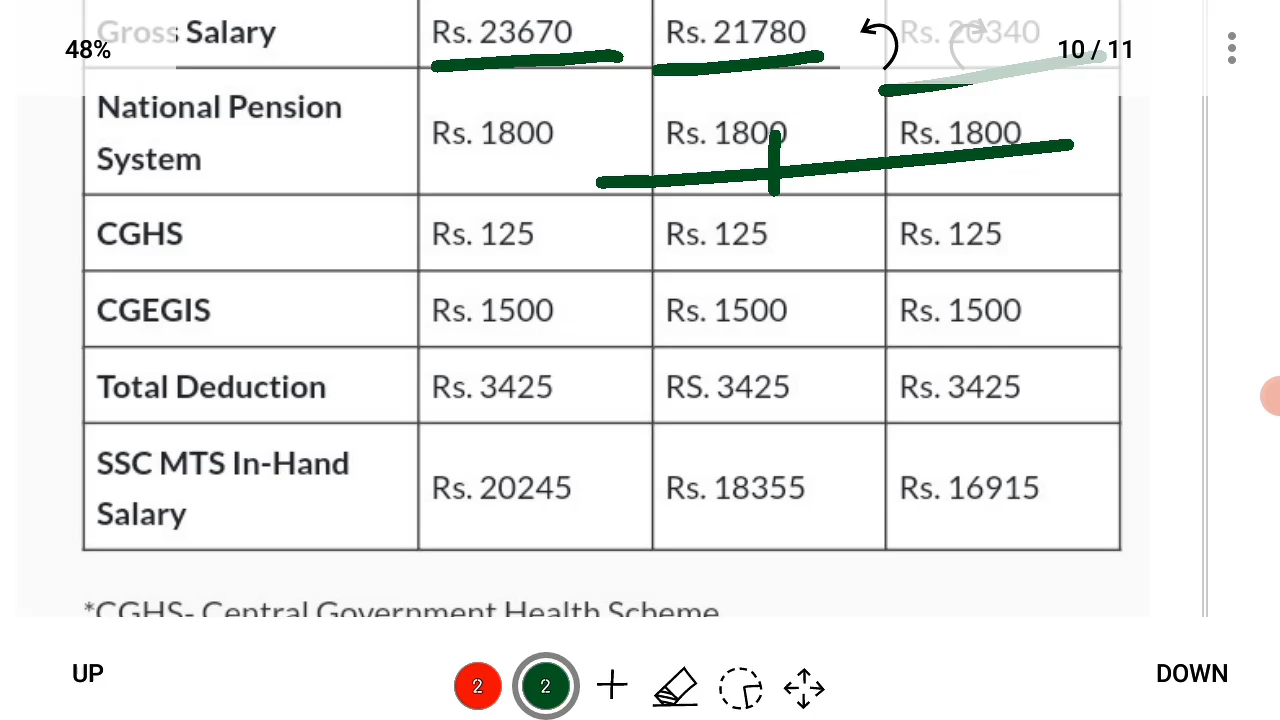 Gross Salary Rs. 23670 Rs. 21780 Rs. 20340
48% 10 / 11
National Pension System Rs. 1800 Rs. 1800 Rs. 1800
CGHS Rs. 125 Rs. 125 Rs. 125
CGEGIS Rs. 1500 Rs. 1500 Rs. 1500
Total Deduction Rs. 3425 RS. 3425 Rs. 3425
SSC MTS In-Hand Salary Rs. 20245 Rs. 18355 Rs. 16915
*CGHS- Central Government Health Scheme
UP 2 2 DOWN